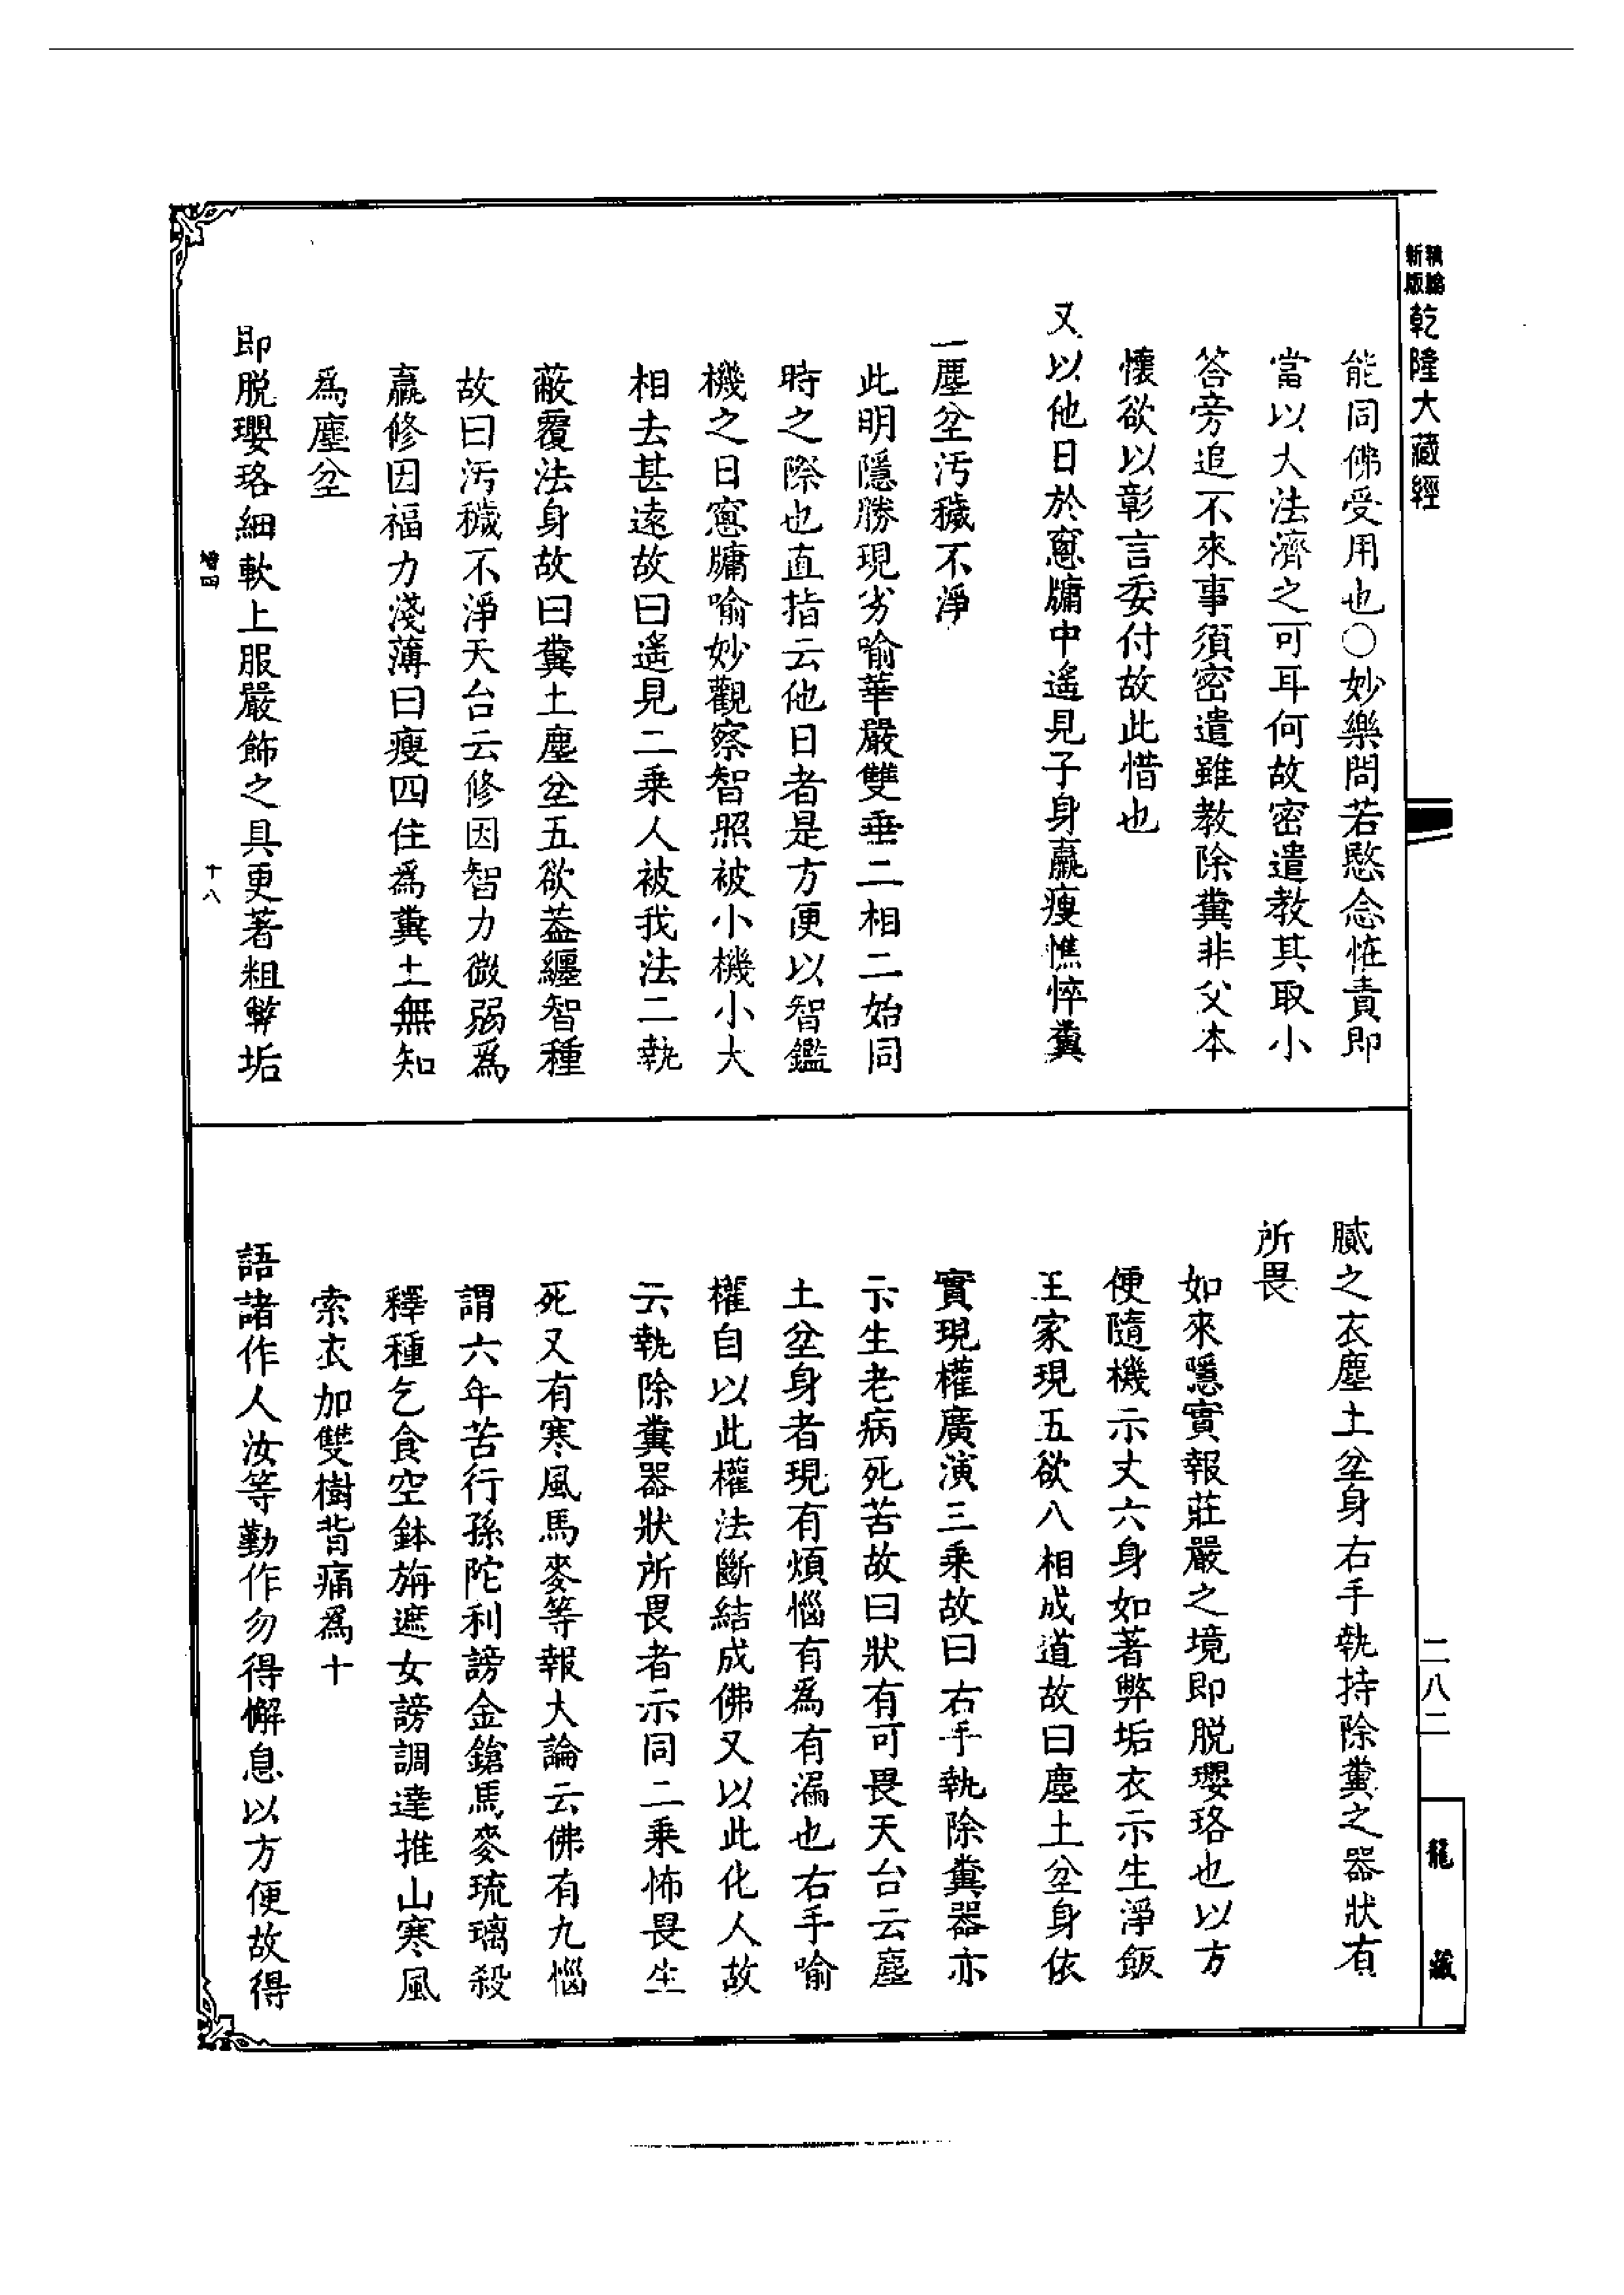 精繪
新版
乾隆大藏經
能同佛受用也○妙樂問若愍念恠責即
當以大法濟之可耳何故密遣教其取小
答旁追不來事須密遣雖教除糞非父本
懷欲以彰言委付故此惜也
又以他日於窻牗中遙見子身羸瘦憔悴糞
一塵坌汚穢不淨
此明隱勝現劣喻華嚴雙垂二相二始同
時之際也直指云他日者是方便以智鑑
機之日窻牗喻妙觀察智照被小機小大
相去甚遠故曰遙見二乗人被我法二執
蔽覆法身故曰糞土塵坌五欲葢纏智種
故曰汚穢不淨天台云修因智力微弱爲
羸修因福力淺薄曰瘦四住爲糞土無知
爲塵坌
即脱瓔珞細軟上服嚴飾之具更著粗弊垢
增四
十八
膩之衣塵土坌身右手執持除糞之器狀有
所畏
如來隱實報莊嚴之境即脱瓔珞也以方
便隨機示丈六身如著弊垢衣示生淨飯
王家現五欲八相成道故曰塵土坌身依
實現權廣演三乗故曰右手執除糞器亦
示生老病死苦故曰狀有可畏天台云塵
土坌身者現有煩惱有爲有漏也右手喻
權自以此權法斷結成佛又以此化人故
云執除糞器狀所畏者示同二乗怖畏生
死又有寒風馬麥等報大論云佛有九惱
謂六年苦行孫陀利謗金鎗馬麥琉璃殺
釋種乞食空鉢旃遮女謗調達推山寒風
索衣加雙樹背痛爲十
語諸作人汝等勤作勿得懈息以方便故得
二八二
龍藏